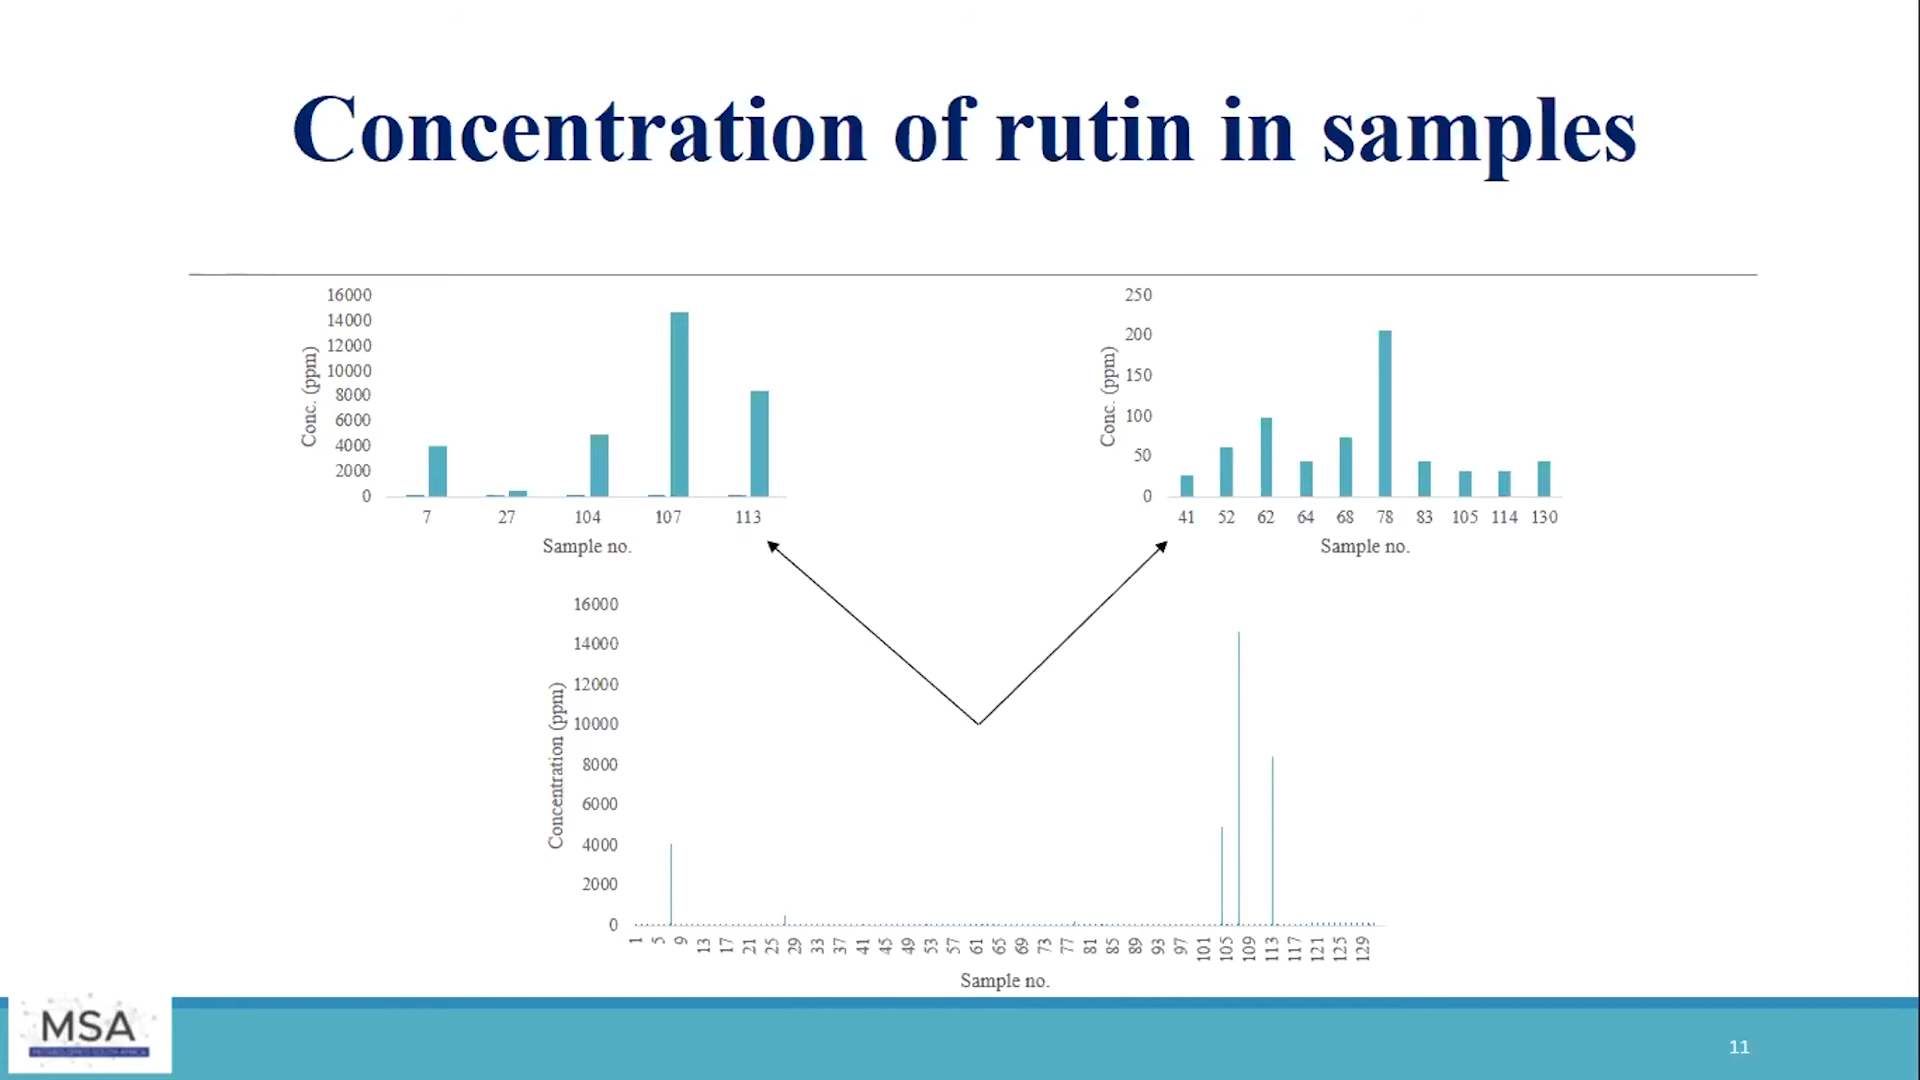 Concentration of rutin in samples
16000
14000
12000
10000
8000
6000
4000
2000
0
Conc. (ppm)
7 27 104 107 113
Sample no.
250
200
150
100
50
0
Conc. (ppm)
41 52 62 64 68 78 83 105 114 130
Sample no.
16000
14000
12000
10000
8000
6000
4000
2000
0
Concentration (ppm)
1 5 9 13 17 21 25 29 33 37 41 45 49 53 57 61 65 69 73 77 81 85 89 93 97 101 105 109 113 117 121 125 129
Sample no.
MSA
METABOLOMICS SOUTH AFRICA
11